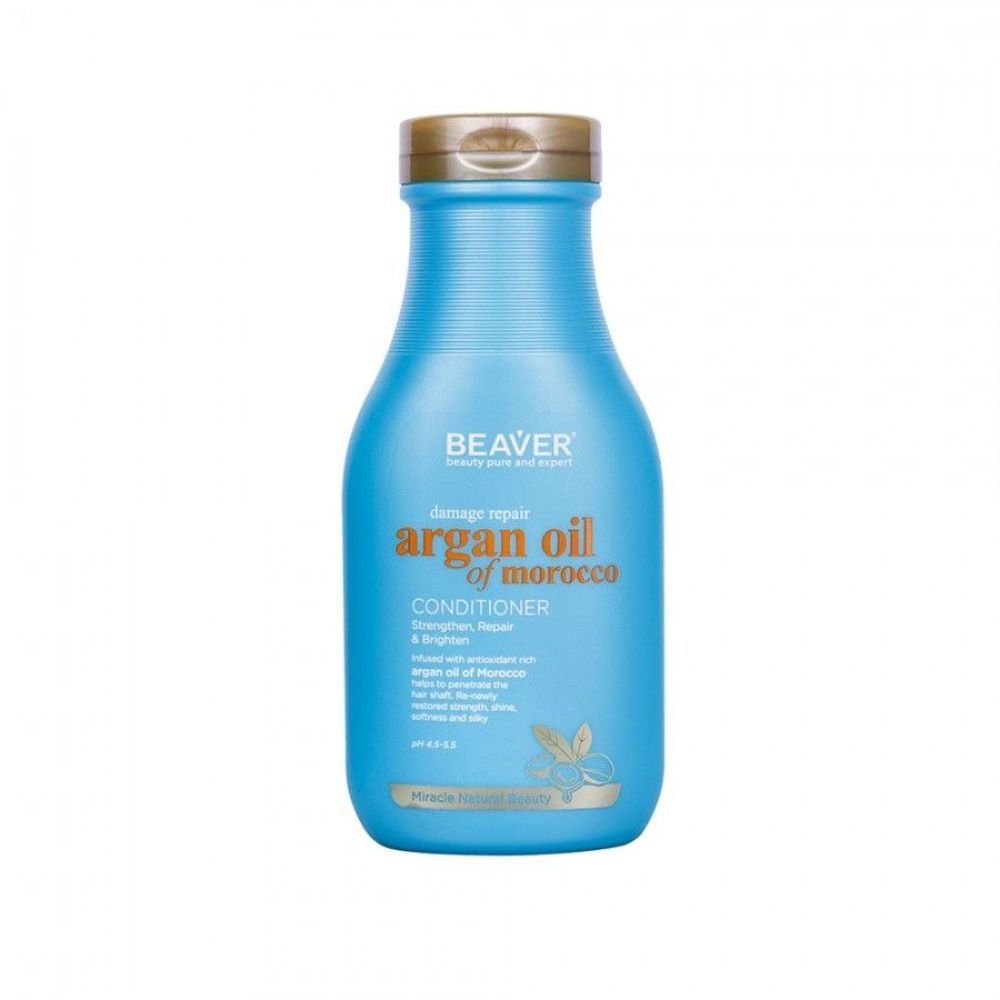 BEAVER®
beauty pure and expert
damage repair
argan oil
of morocco
CONDITIONER
Strengthen, Repair
& Brighten
Infused with antioxidant rich
argan oil of Morocco
helps to penetrate the
hair shaft. Re-newly
restored strength, shine,
softness and silky
pH 4.5-5.5
Miracle Natural Beauty